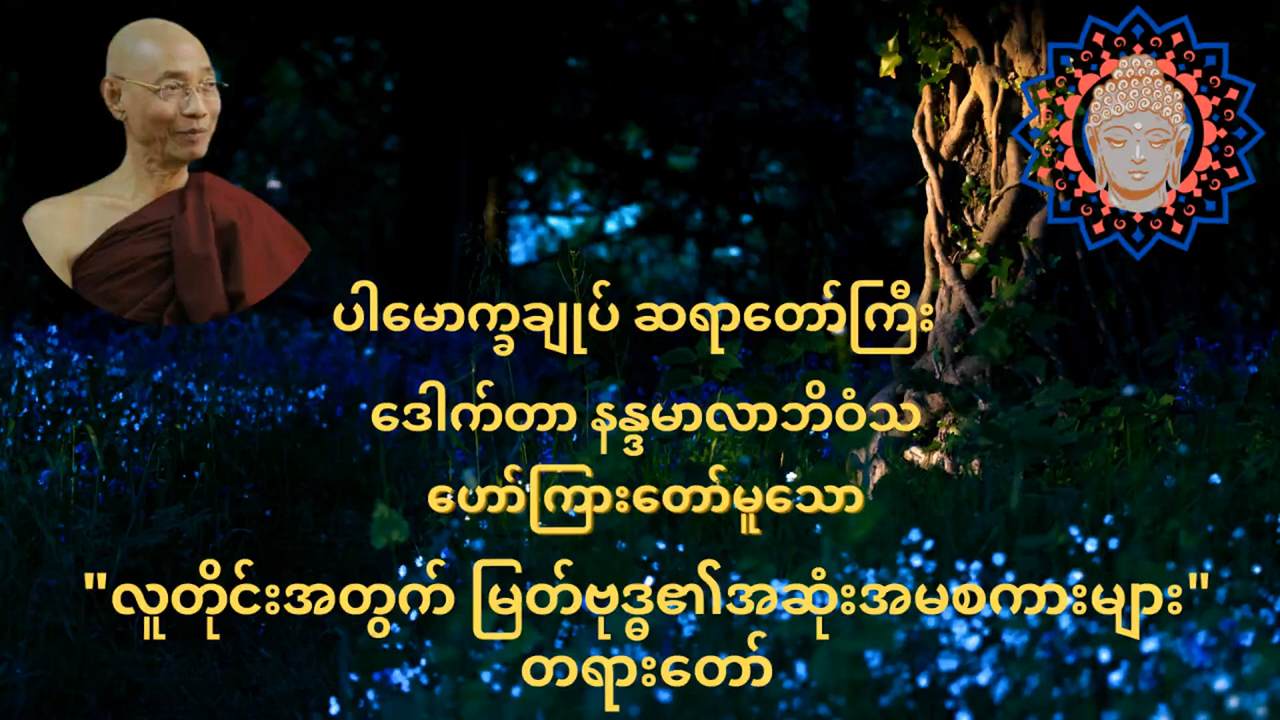 ပါမောက္ခချုပ် ဆရာတော်ကြီး
ဒေါက်တာ နန္ဒမာလာဘိဝံသ
ဟော်ကြားတော်မူသော
"လူတိုင်းအတွက် မြတ်ဗုဒ္ဓ၏အဆုံးအမစကားများ"
တရားတော်